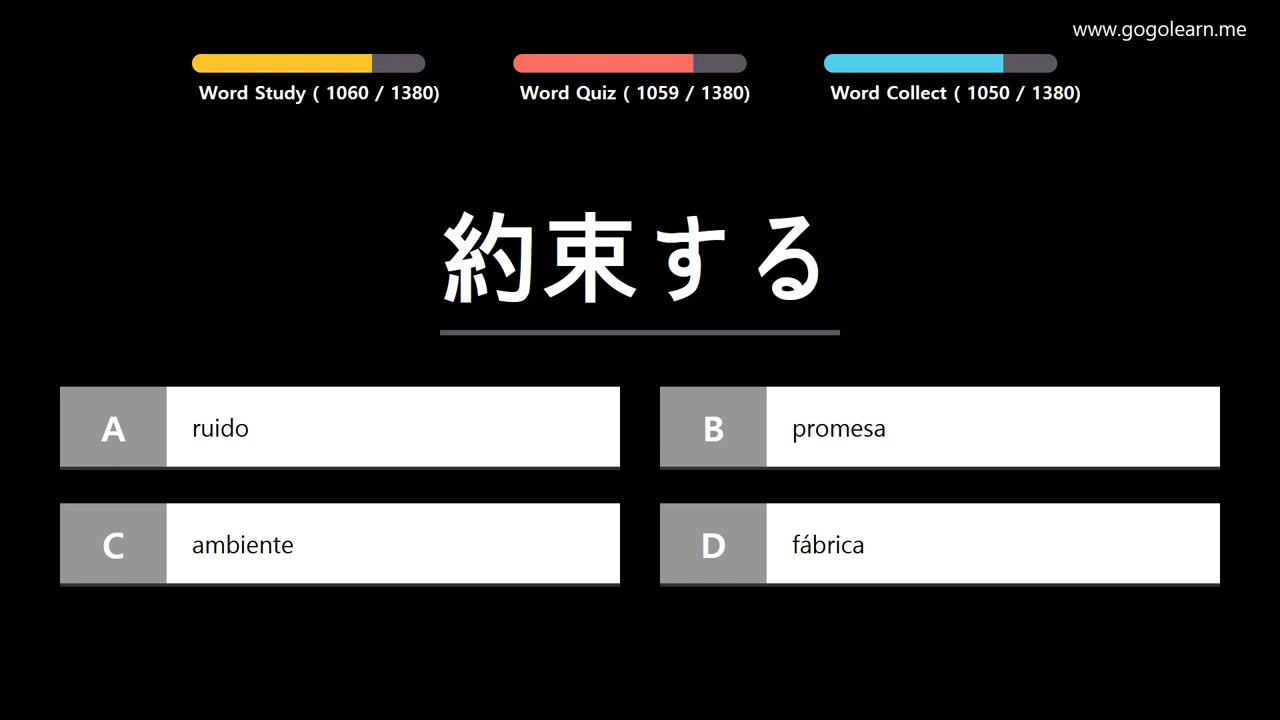 www.gogolearn.me
Word Study ( 1060 / 1380)
Word Quiz ( 1059 / 1380)
Word Collect ( 1050 / 1380)
約束する
A ruido
B promesa
C ambiente
D fábrica